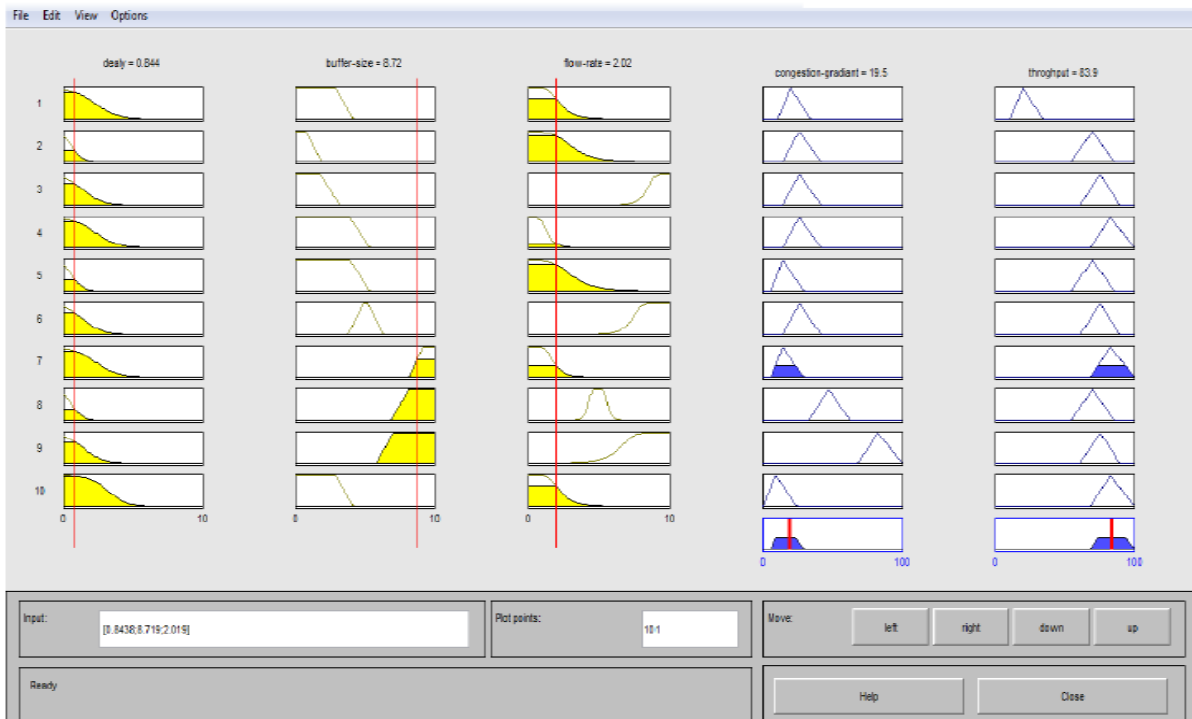 File Edit View Options
dealy = 0.844
buffer-size = 8.72
flow-rate = 2.02
congestion-gradiant = 19.5
throghput = 83.9
1
2
3
4
5
6
7
8
9
10
0 10
0 10
0 10
0 100
0 100
Input:
[0.8438;8.719;2.019]
Plot points:
101
Move:
left
right
down
up
Ready
Help
Close